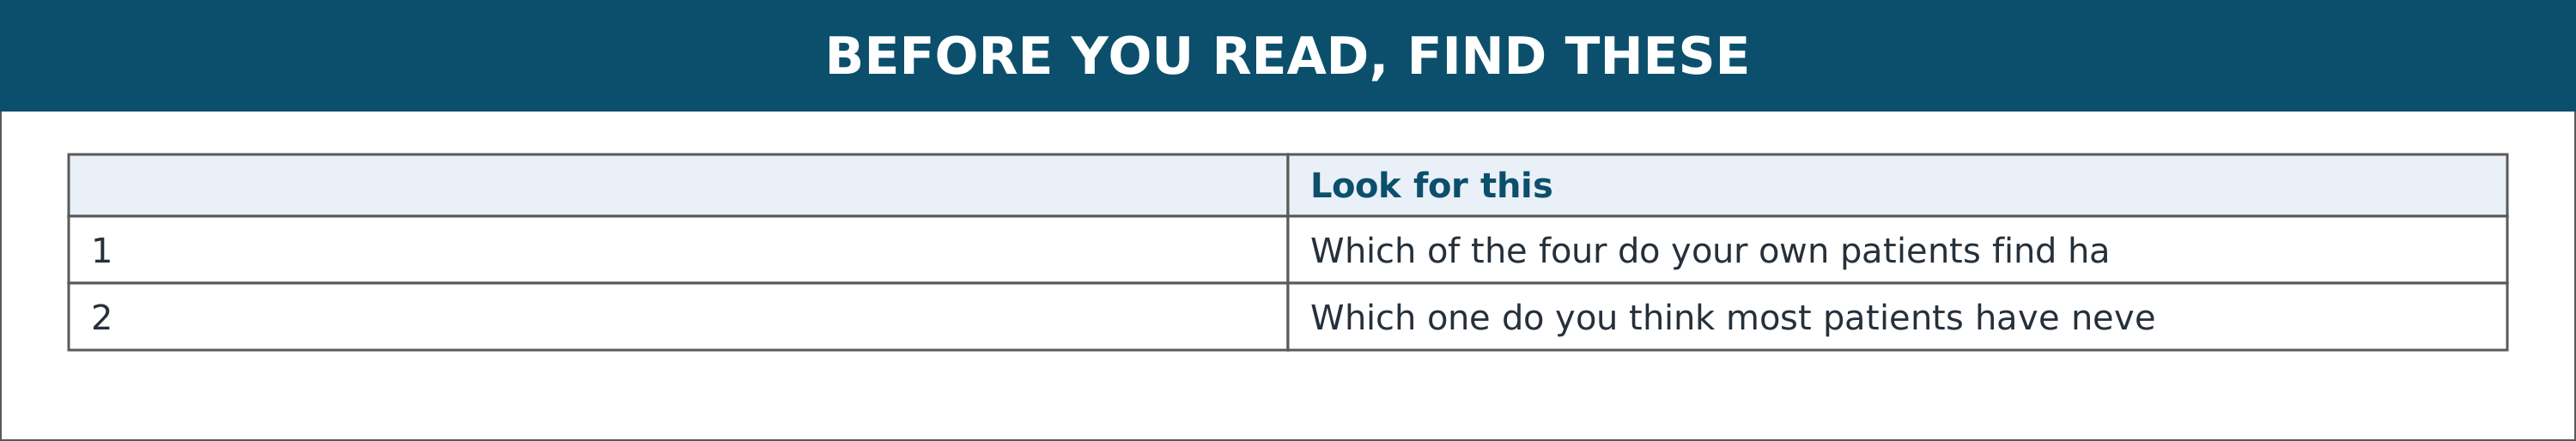 BEFORE YOU READ, FIND THESE
Look for this
1 Which of the four do your own patients find ha
2 Which one do you think most patients have neve